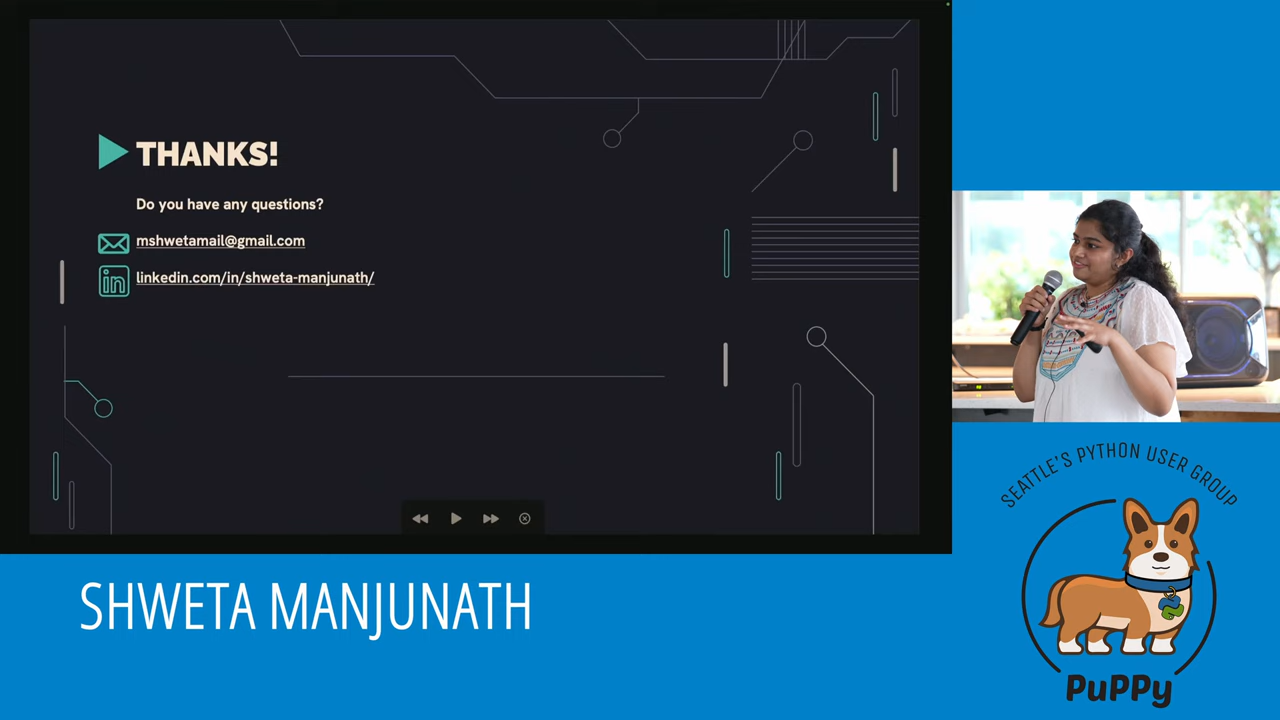 THANKS!
Do you have any questions?
mshwetamail@gmail.com
in
linkedin.com/in/shweta-manjunath/
SEATTLE'S PYTHON USER GROUP
PuPPy
SHWETA MANJUNATH